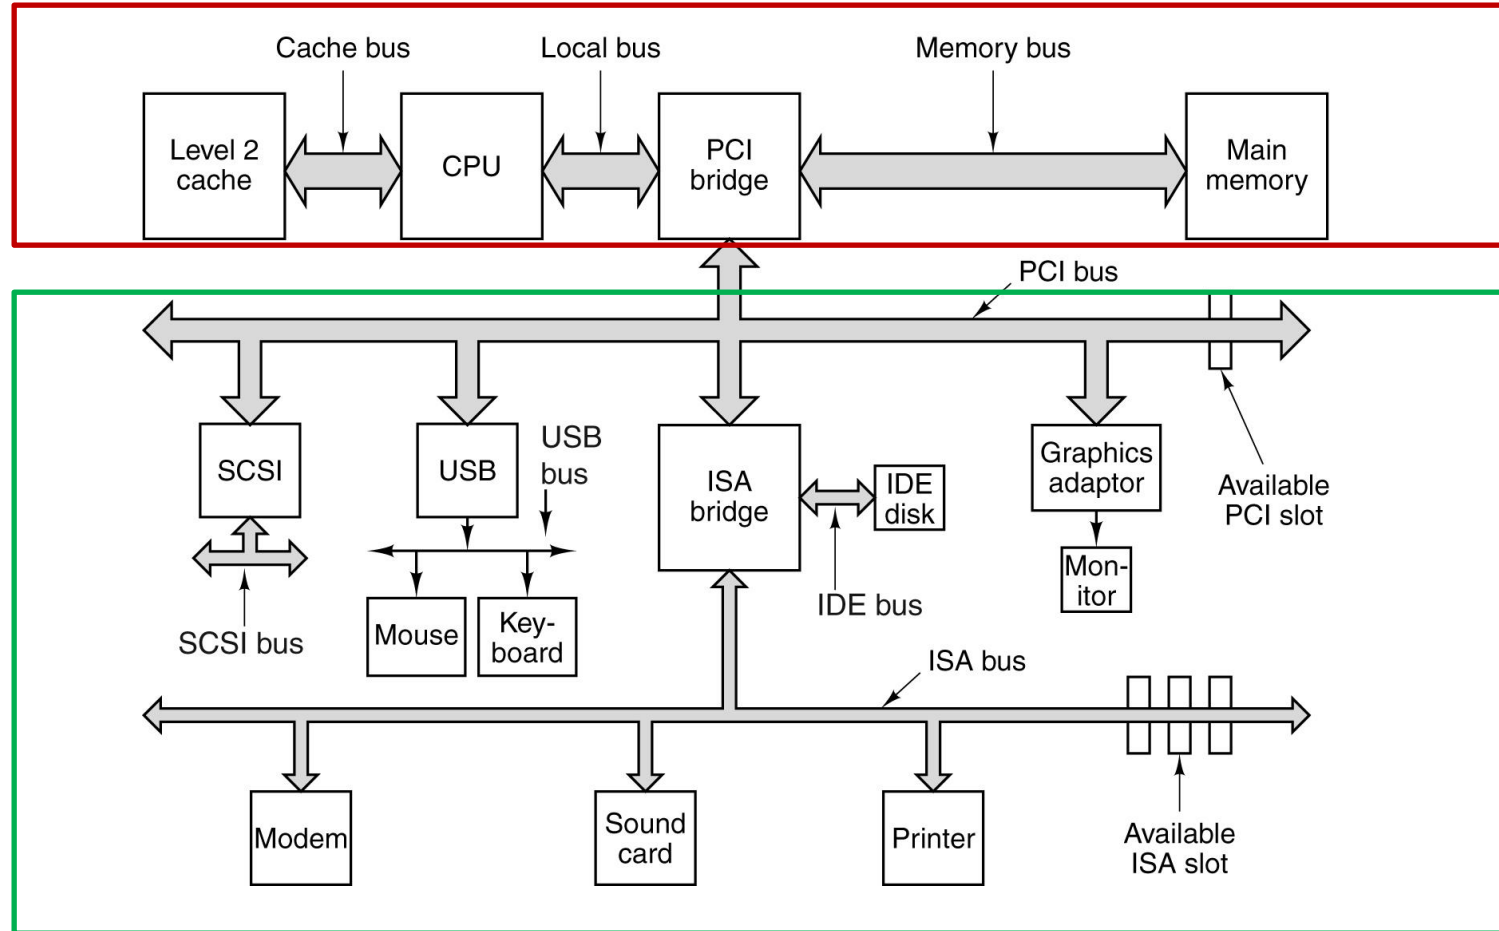 Cache bus
Local bus
Memory bus
Level 2
cache
CPU
PCI
bridge
Main
memory
PCI bus
SCSI
USB
USB
bus
ISA
bridge
IDE
disk
Graphics
adaptor
Available
PCI slot
Mon-
itor
IDE bus
SCSI bus
Mouse
Key-
board
ISA bus
Modem
Sound
card
Printer
Available
ISA slot